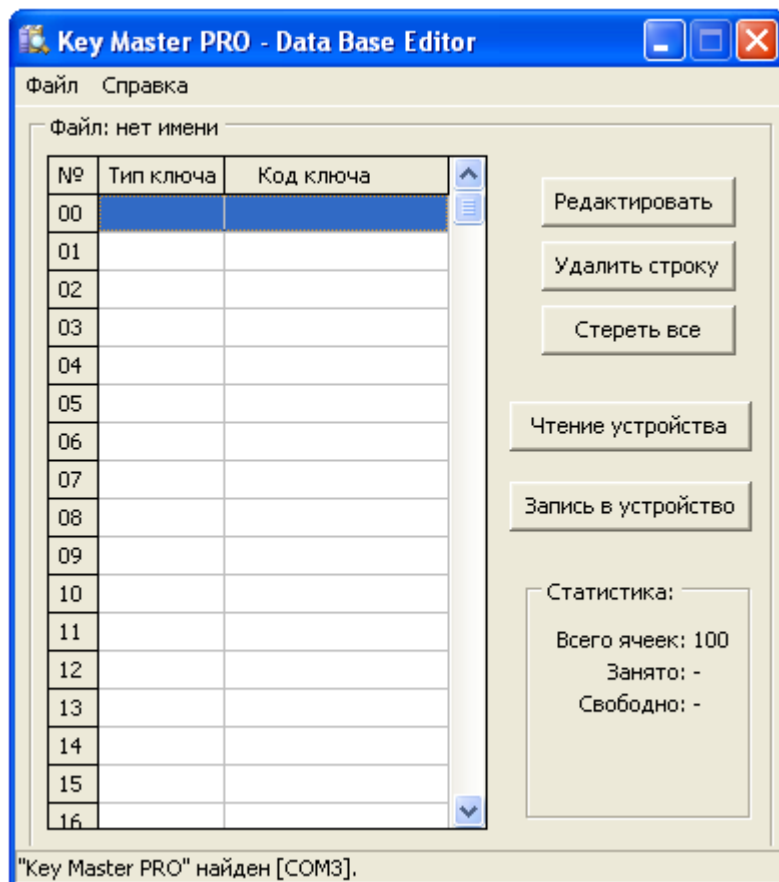 Key Master PRO - Data Base Editor
Файл Справка
Файл: нет имени
№ Тип ключа Код ключа
00
01
02
03
04
05
06
07
08
09
10
11
12
13
14
15
16
Редактировать
Удалить строку
Стереть все
Чтение устройства
Запись в устройство
Статистика:
Всего ячеек: 100
Занято: -
Свободно: -
"Key Master PRO" найден [COM3].